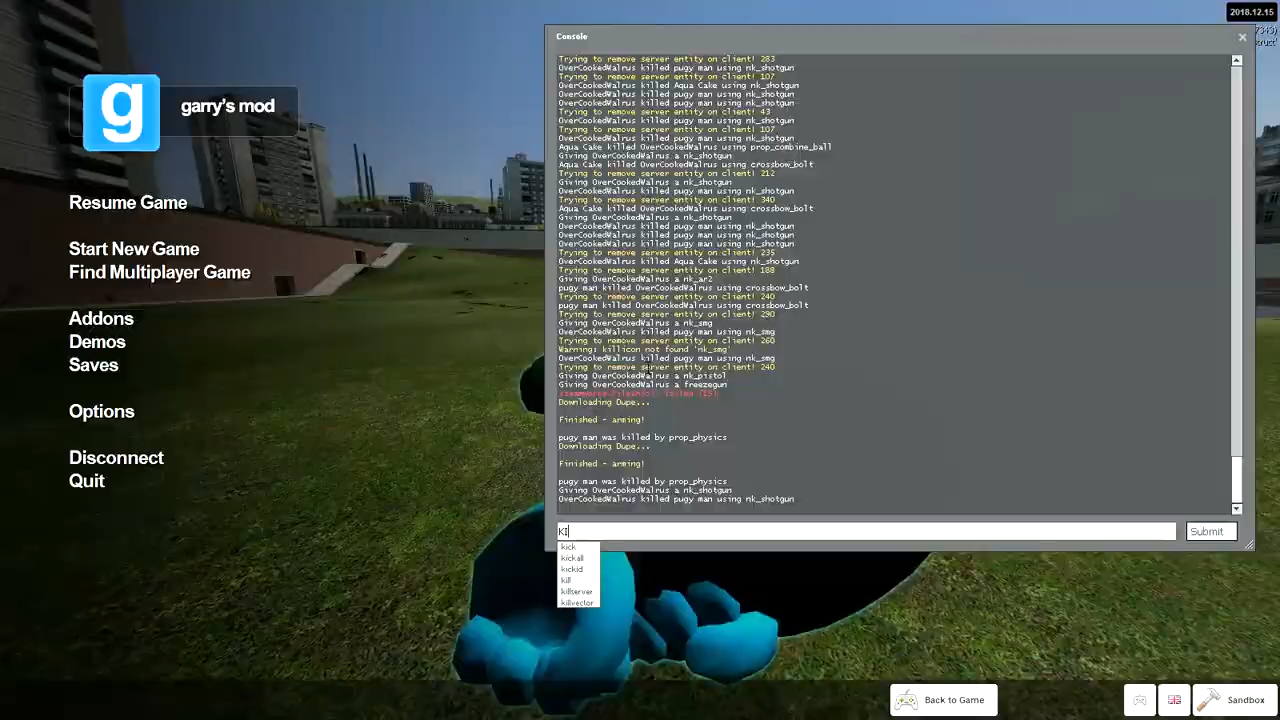 2018.12.15
Console
g
garry's mod
Resume Game
Start New Game
Find Multiplayer Game
Addons
Demos
Saves
Options
Disconnect
Quit
Trying to remove server entity on client! 283
OverCookedWalrus killed pugy man using nk_shotgun
Trying to remove server entity on client! 107
OverCookedWalrus killed Aqua Cake using nk_shotgun
OverCookedWalrus killed pugy man using nk_shotgun
OverCookedWalrus killed pugy man using nk_shotgun
Trying to remove server entity on client! 43
OverCookedWalrus killed pugy man using nk_shotgun
Trying to remove server entity on client! 107
OverCookedWalrus killed pugy man using nk_shotgun
Aqua Cake killed OverCookedWalrus using prop_combine_ball
Giving OverCookedWalrus a nk_shotgun
Aqua Cake killed OverCookedWalrus using crossbow_bolt
Trying to remove server entity on client! 212
Giving OverCookedWalrus a nk_shotgun
OverCookedWalrus killed pugy man using nk_shotgun
Trying to remove server entity on client! 340
Aqua Cake killed OverCookedWalrus using crossbow_bolt
Giving OverCookedWalrus a nk_shotgun
OverCookedWalrus killed pugy man using nk_shotgun
OverCookedWalrus killed pugy man using nk_shotgun
OverCookedWalrus killed pugy man using nk_shotgun
Trying to remove server entity on client! 235
OverCookedWalrus killed Aqua Cake using nk_shotgun
Trying to remove server entity on client! 188
Giving OverCookedWalrus a nk_ar2
pugy man killed OverCookedWalrus using crossbow_bolt
Trying to remove server entity on client! 240
pugy man killed OverCookedWalrus using crossbow_bolt
Trying to remove server entity on client! 290
Giving OverCookedWalrus a nk_smg
OverCookedWalrus killed pugy man using nk_smg
Trying to remove server entity on client! 260
Warning: killicon not found 'nk_smg'
OverCookedWalrus killed pugy man using nk_smg
Trying to remove server entity on client! 240
Giving OverCookedWalrus a nk_pistol
Giving OverCookedWalrus a freezegun
Downloading Dupe...
Finished - arming!
pugy man was killed by prop_physics
Downloading Dupe...
Finished - arming!
pugy man was killed by prop_physics
Giving OverCookedWalrus a nk_shotgun
OverCookedWalrus killed pugy man using nk_shotgun
KI
Submit
kick
kickall
kickid
kill
killserver
killvector
Back to Game
Sandbox